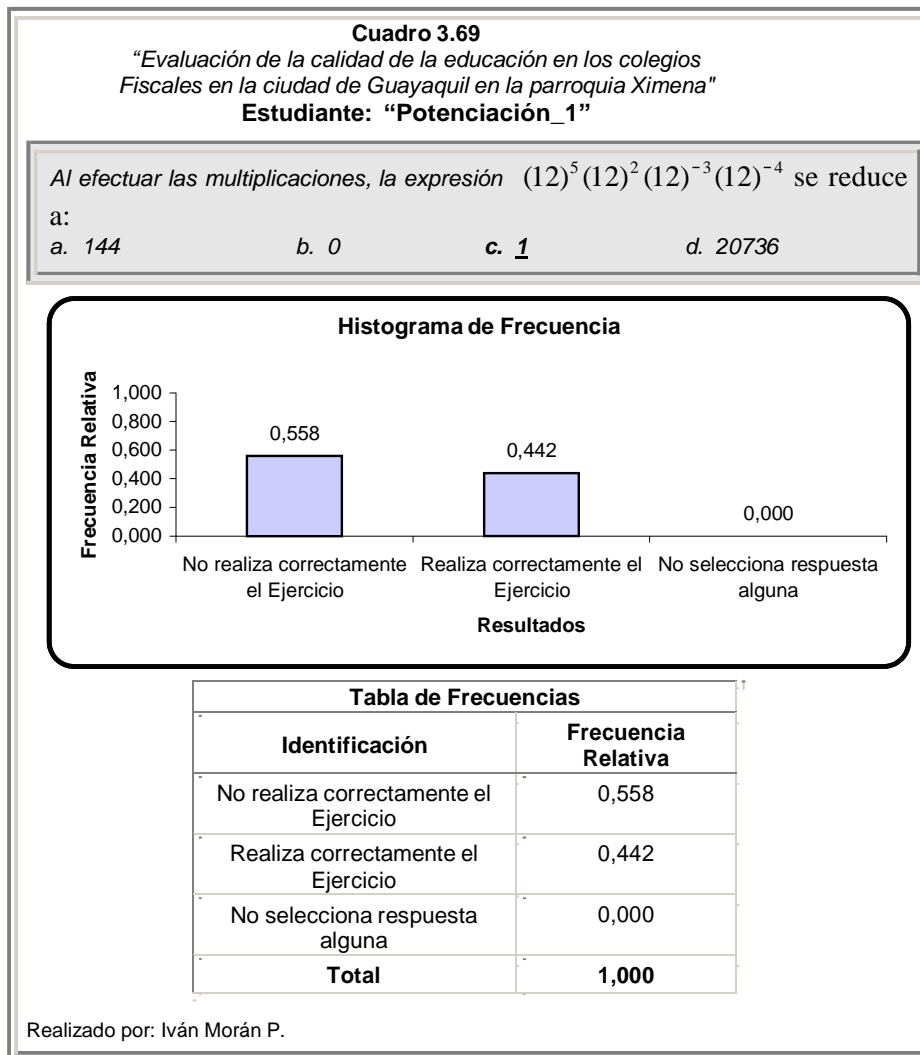 Cuadro 3.69
“Evaluación de la calidad de la educación en los colegios
Fiscales en la ciudad de Guayaquil en la parroquia Ximena"
Estudiante: “Potenciación_1”
Al efectuar las multiplicaciones, la expresión (12)^5 (12)^2 (12)^-3 (12)^-4 se reduce
a:
a. 144 b. 0 c. 1 d. 20736
Histograma de Frecuencia
Frecuencia Relativa
1,000
0,800
0,600
0,400
0,200
0,000
0,558
0,442
0,000
No realiza correctamente
el Ejercicio
Realiza correctamente el
Ejercicio
No selecciona respuesta
alguna
Resultados
Tabla de Frecuencias
Identificación
Frecuencia
Relativa
No realiza correctamente el
Ejercicio
0,558
Realiza correctamente el
Ejercicio
0,442
No selecciona respuesta
alguna
0,000
Total 1,000
Realizado por: Iván Morán P.